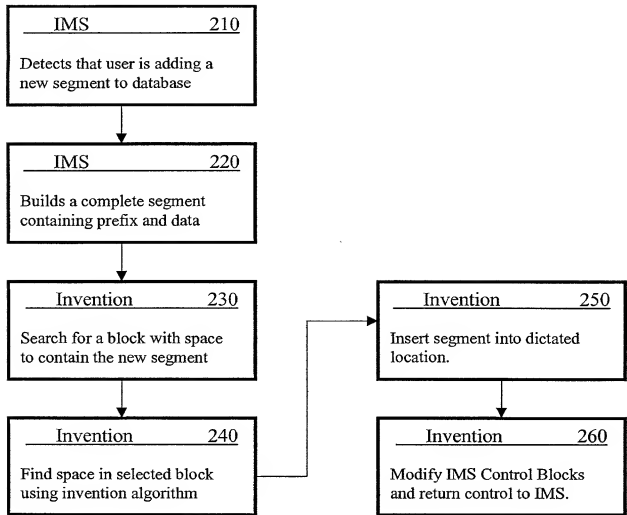 IMS 210
Detects that user is adding a
new segment to database
IMS 220
Builds a complete segment
containing prefix and data
Invention 230
Search for a block with space
to contain the new segment
Invention 240
Find space in selected block
using invention algorithm
Invention 250
Insert segment into dictated
location.
Invention 260
Modify IMS Control Blocks
and return control to IMS.